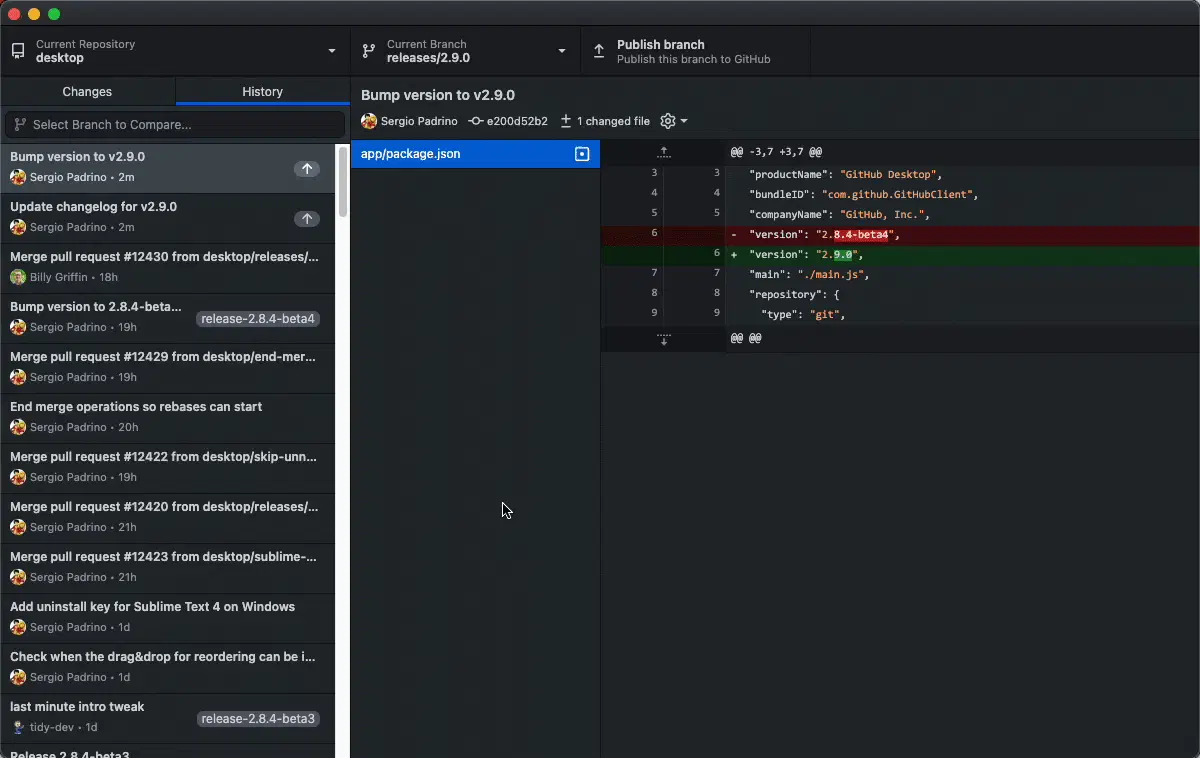 Current Repository
desktop
Current Branch
releases/2.9.0
Publish branch
Publish this branch to GitHub
Changes
History
Select Branch to Compare...
Bump version to v2.9.0
Sergio Padrino • 2m
Update changelog for v2.9.0
Sergio Padrino • 2m
Merge pull request #12430 from desktop/releases/...
Billy Griffin • 18h
Bump version to 2.8.4-beta...
release-2.8.4-beta4
Sergio Padrino • 19h
Merge pull request #12429 from desktop/end-mer...
Sergio Padrino • 19h
End merge operations so rebases can start
Sergio Padrino • 20h
Merge pull request #12422 from desktop/skip-unn...
Sergio Padrino • 19h
Merge pull request #12420 from desktop/releases/...
Sergio Padrino • 21h
Merge pull request #12423 from desktop/sublime-...
Sergio Padrino • 21h
Add uninstall key for Sublime Text 4 on Windows
Sergio Padrino • 1d
Check when the drag&drop for reordering can be i...
Sergio Padrino • 1d
last minute intro tweak
release-2.8.4-beta3
tidy-dev • 1d
Release 2.8.4-beta3
Bump version to v2.9.0
Sergio Padrino e200d52b2 1 changed file
app/package.json
@@ -3,7 +3,7 @@
3 3 "productName": "GitHub Desktop",
4 4 "bundleID": "com.github.GitHubClient",
5 5 "companyName": "GitHub, Inc.",
6 - "version": "2.8.4-beta4",
6 + "version": "2.9.0",
7 7 "main": "./main.js",
8 8 "repository": {
9 9 "type": "git",
@@ @@